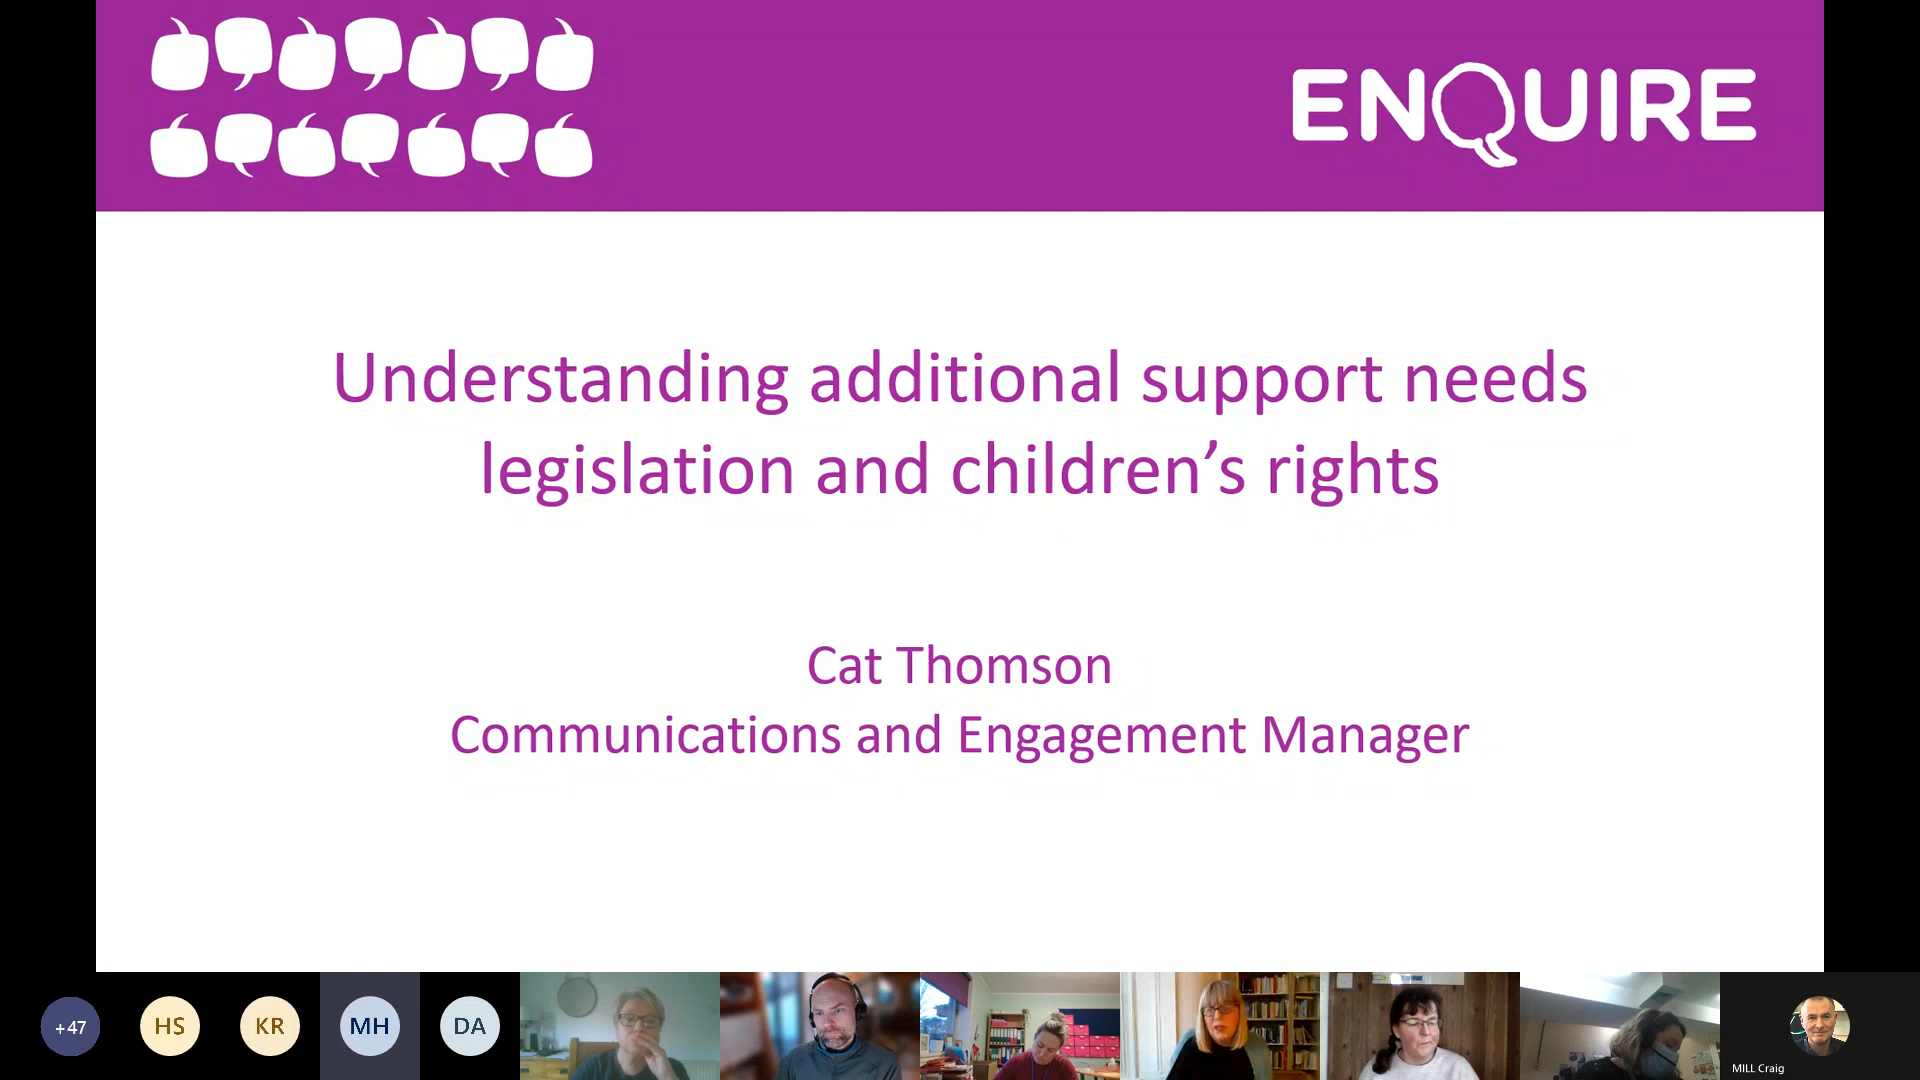 ENQUIRE
Understanding additional support needs
legislation and children’s rights
Cat Thomson
Communications and Engagement Manager
+47
HS
KR
MH
DA
MILL Craig